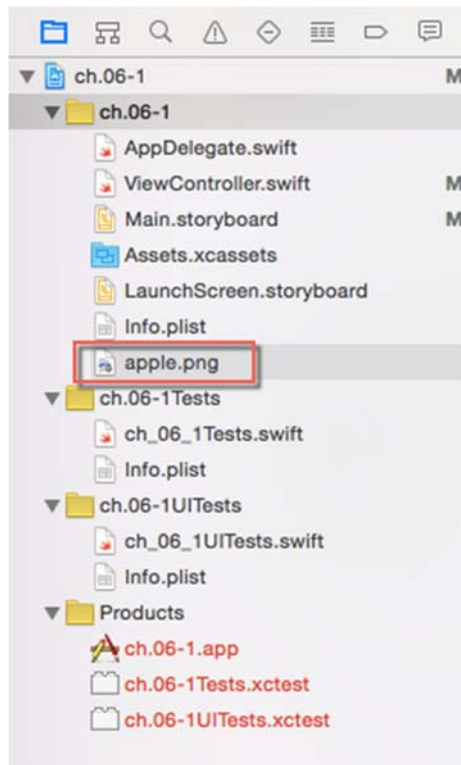 ch.06-1 M
ch.06-1
AppDelegate.swift
ViewController.swift M
Main.storyboard M
Assets.xcassets
LaunchScreen.storyboard
Info.plist
apple.png
ch.06-1Tests
ch_06_1Tests.swift
Info.plist
ch.06-1UITests
ch_06_1UITests.swift
Info.plist
Products
ch.06-1.app
ch.06-1Tests.xctest
ch.06-1UITests.xctest